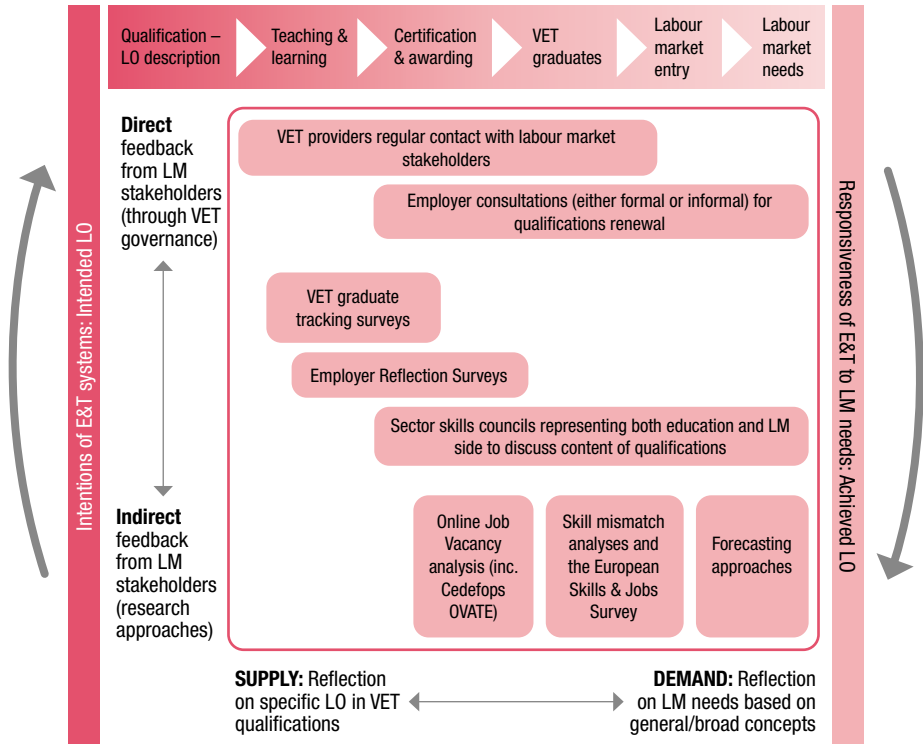 Qualification –
LO description
Teaching &
learning
Certification
& awarding
VET
graduates
Labour
market
entry
Labour
market
needs
Intentions of E&T systems: Intended LO
Direct
feedback
from LM
stakeholders
(through VET
governance)
Indirect
feedback
from LM
stakeholders
(research
approaches)
VET providers regular contact with labour market
stakeholders
Employer consultations (either formal or informal) for
qualifications renewal
VET graduate
tracking surveys
Employer Reflection Surveys
Sector skills councils representing both education and LM
side to discuss content of qualifications
Online Job
Vacancy
analysis (inc.
Cedefops
OVATE)
Skill mismatch
analyses and
the European
Skills & Jobs
Survey
Forecasting
approaches
Responsiveness of E&T to LM needs: Achieved LO
SUPPLY: Reflection
on specific LO in VET
qualifications
DEMAND: Reflection
on LM needs based on
general/broad concepts